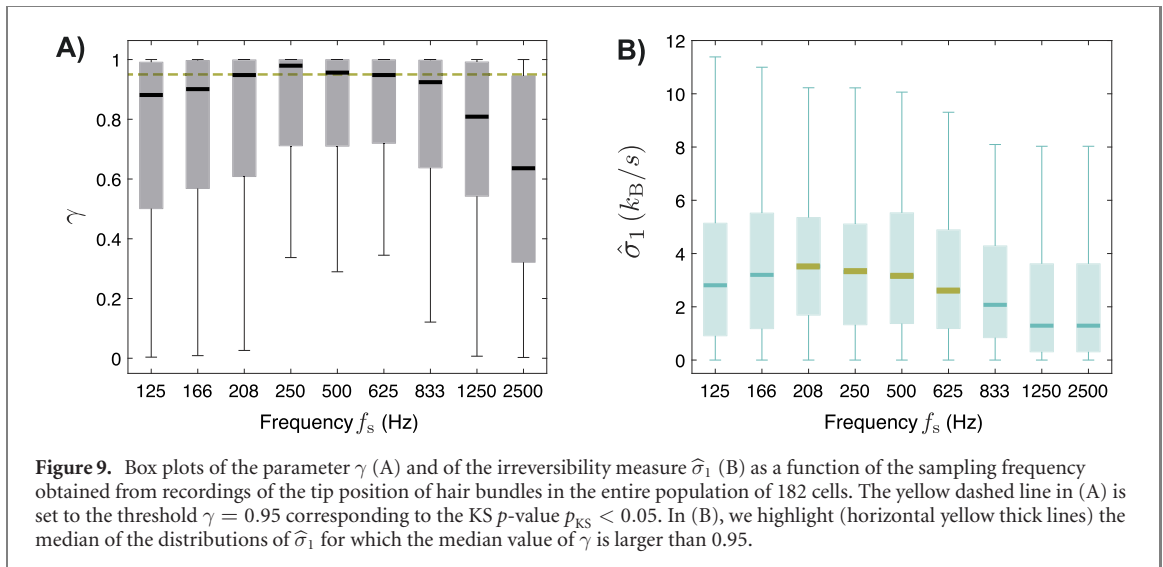 A)
1
0.8
0.6
0.4
0.2
0
γ
125 166 208 250 500 625 833 1250 2500
Frequency fₛ (Hz)
B)
12
10
8
6
4
2
0
σ̂₁ (k_B/s)
125 166 208 250 500 625 833 1250 2500
Frequency fₛ (Hz)
Figure 9. Box plots of the parameter γ (A) and of the irreversibility measure σ̂₁ (B) as a function of the sampling frequency
obtained from recordings of the tip position of hair bundles in the entire population of 182 cells. The yellow dashed line in (A) is
set to the threshold γ = 0.95 corresponding to the KS p-value p_KS < 0.05. In (B), we highlight (horizontal yellow thick lines) the
median of the distributions of σ̂₁ for which the median value of γ is larger than 0.95.